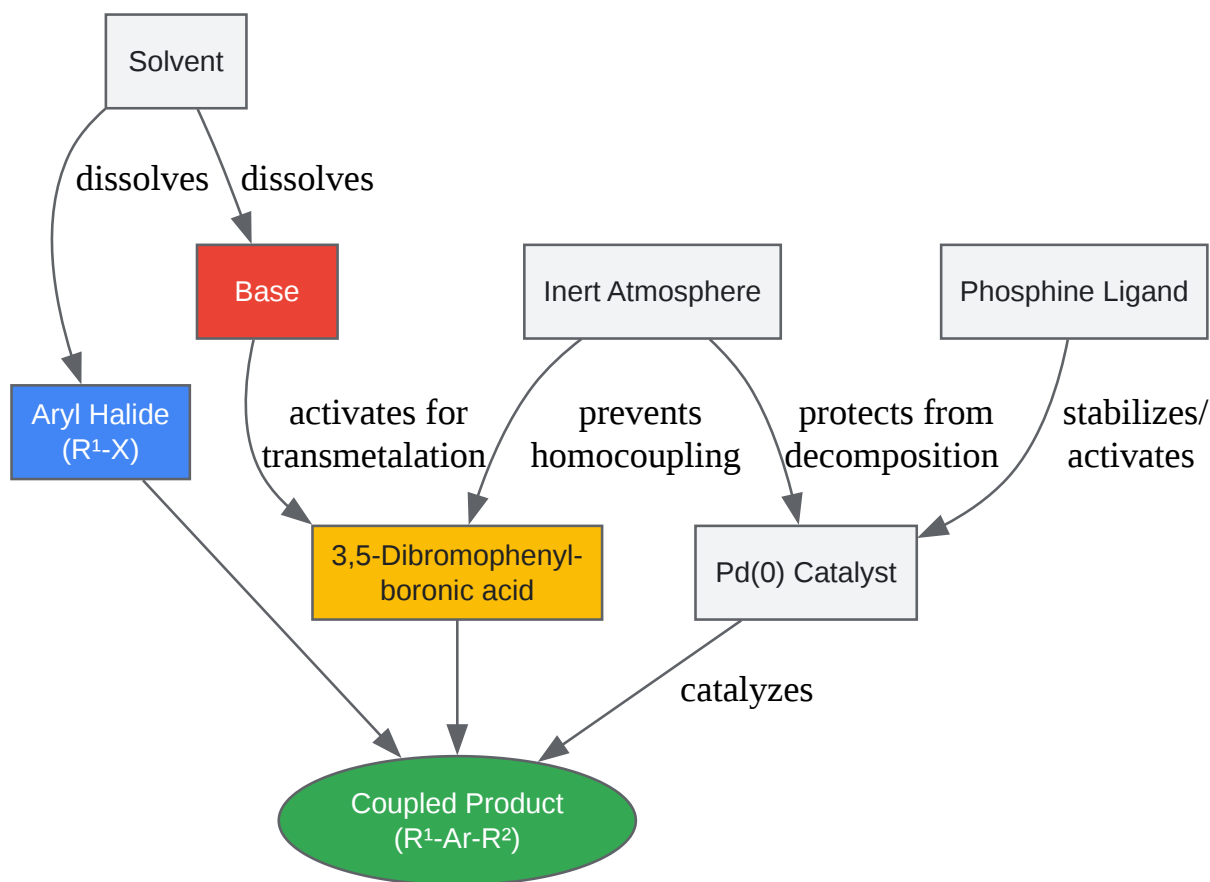 Solvent
dissolves
dissolves
Base
Inert Atmosphere
Phosphine Ligand
Aryl Halide
(R¹-X)
activates for
transmetalation
prevents
homocoupling
protects from
decomposition
stabilizes/
activates
3,5-Dibromophenyl-
boronic acid
Pd(0) Catalyst
catalyzes
Coupled Product
(R¹-Ar-R²)